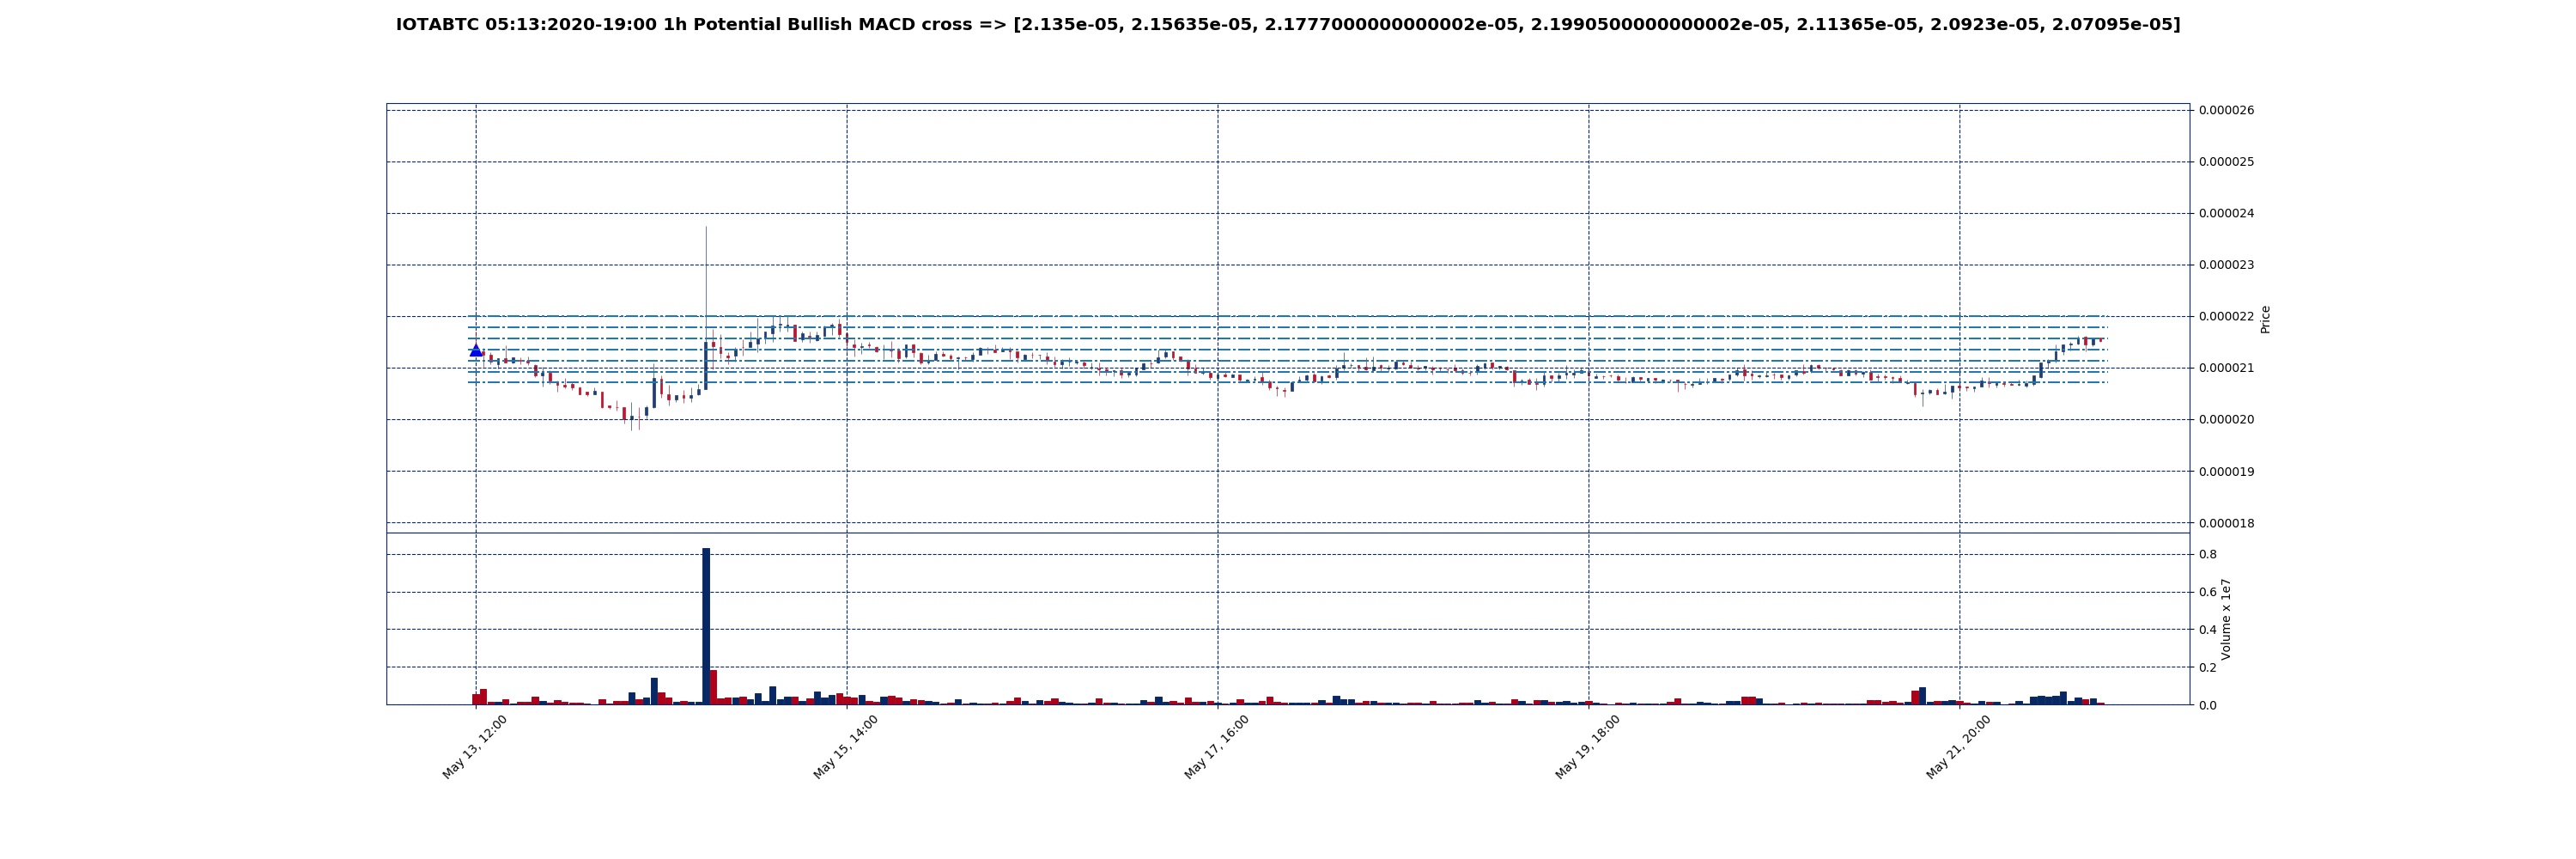 IOTABTC 05:13:2020-19:00 1h Potential Bullish MACD cross => [2.135e-05, 2.15635e-05, 2.1777000000000002e-05, 2.1990500000000002e-05, 2.11365e-05, 2.0923e-05, 2.07095e-05]
0.000026
0.000025
0.000024
0.000023
0.000022
0.000021
0.000020
0.000019
0.000018
Price
0.8
0.6
0.4
0.2
0.0
Volume x 1e7
May 13, 12:00
May 15, 14:00
May 17, 16:00
May 19, 18:00
May 21, 20:00